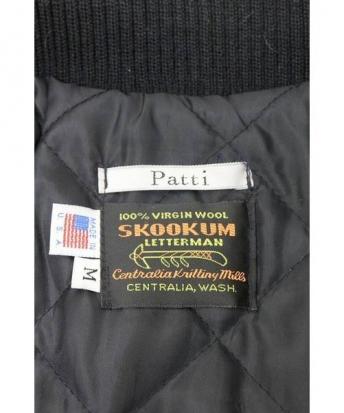 Patti
100% VIRGIN WOOL
SKOOKUM
LETTERMAN
Centralia Knitting Mills
CENTRALIA, WASH.
MADE IN
U.S.A.
M